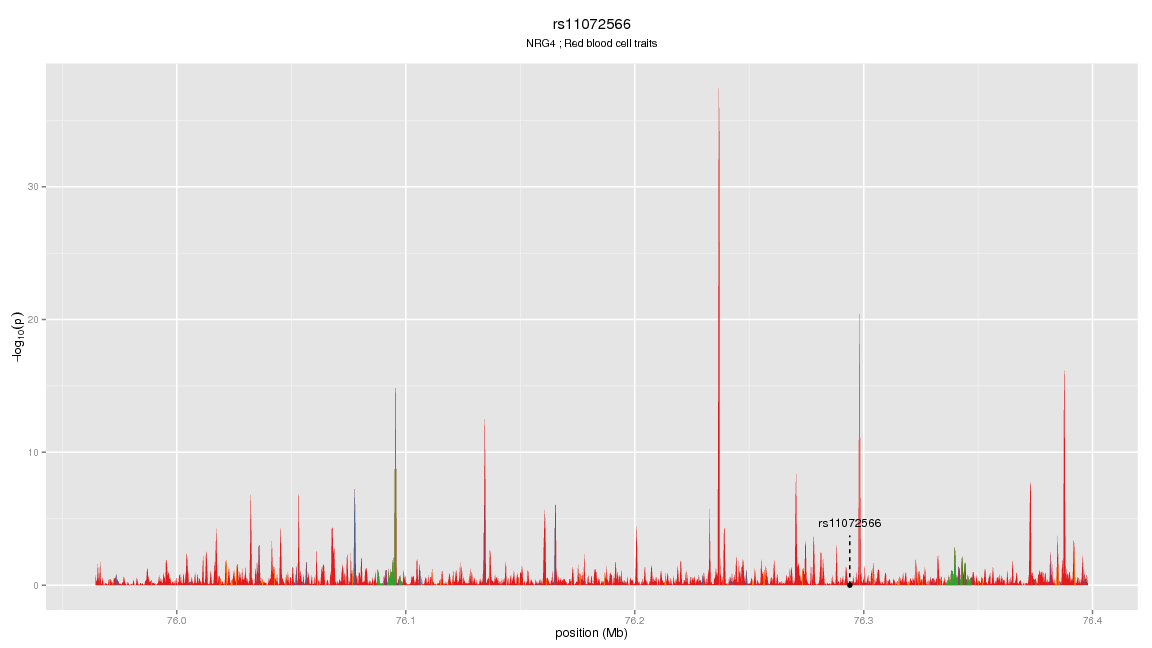 rs11072566
NRG4 ; Red blood cell traits
−log10(p)
30
20
10
0
rs11072566
76.0 76.1 76.2 76.3 76.4
position (Mb)